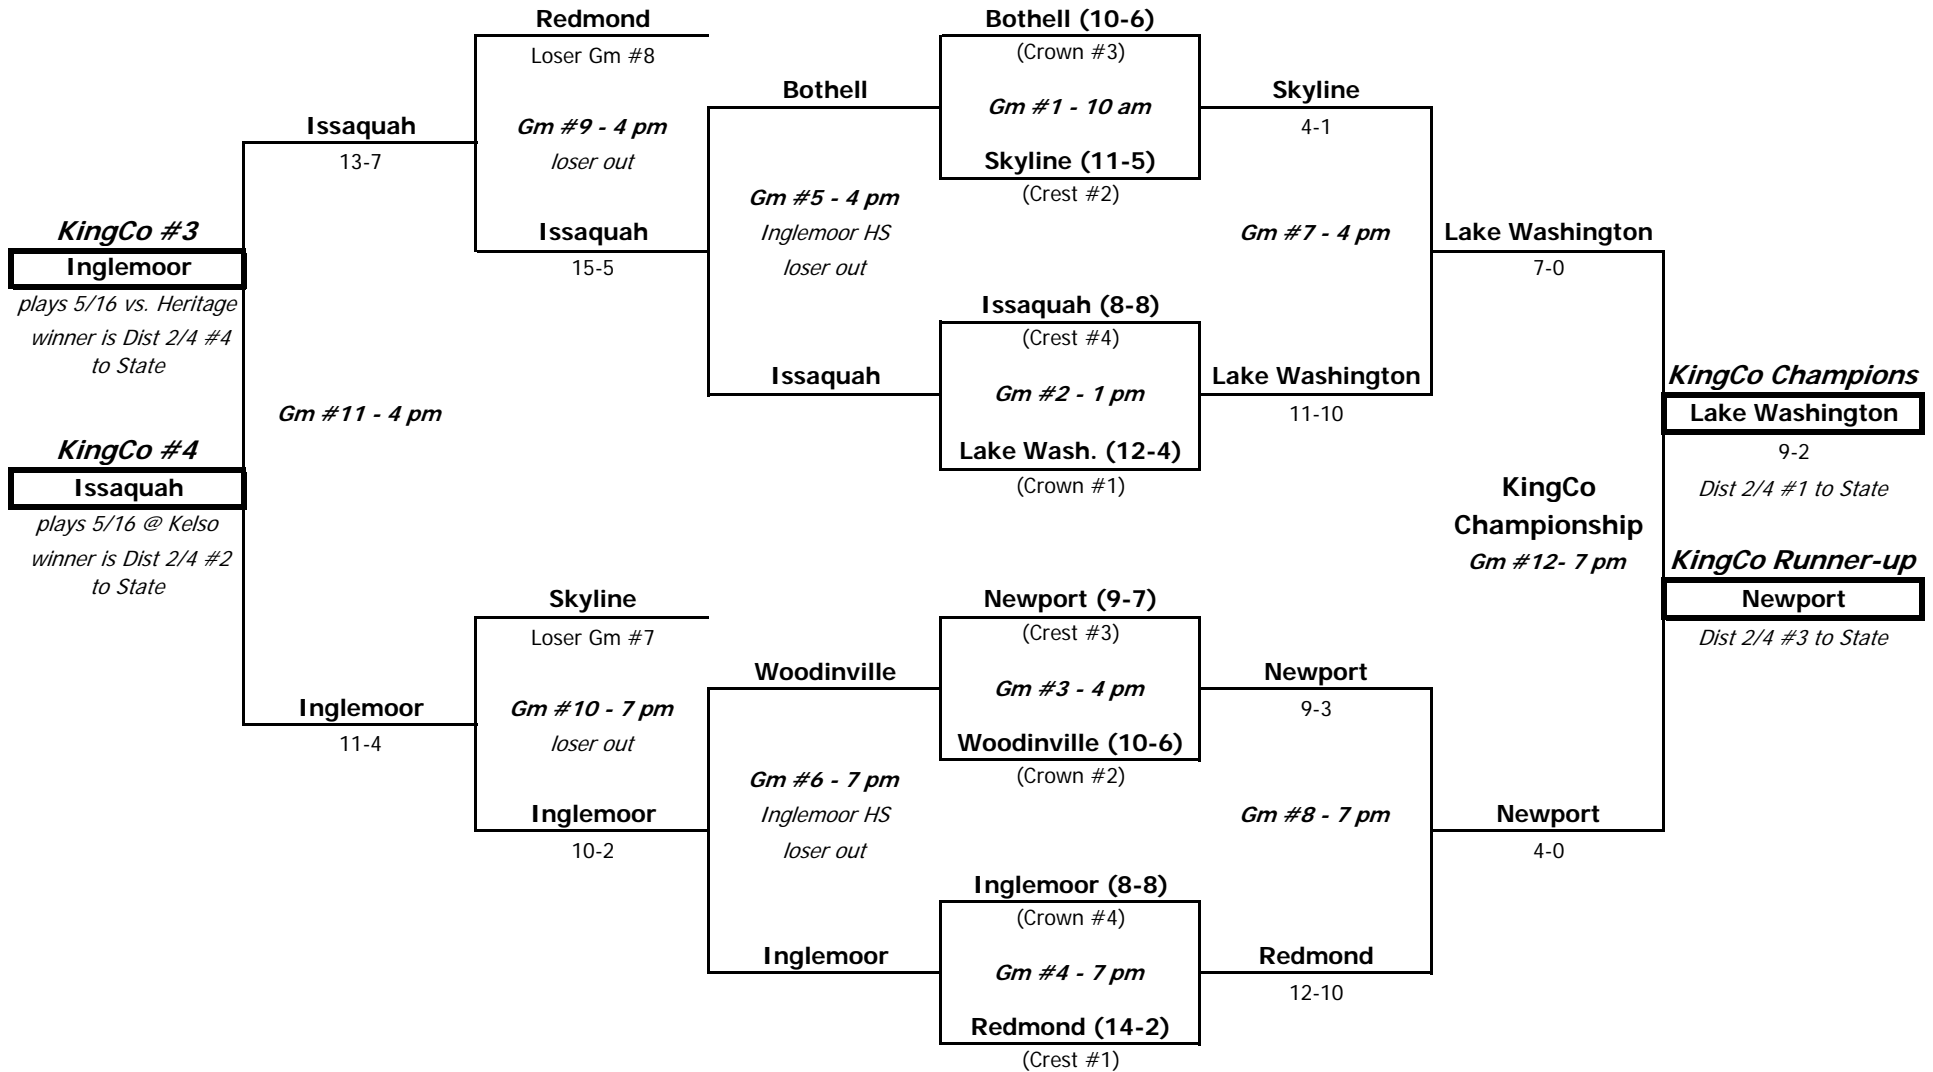 Redmond
Loser Gm #8
Gm #9 - 4 pm
loser out
Issaquah
13-7
Issaquah
15-5
KingCo #3
Inglemoor
plays 5/16 vs. Heritage
winner is Dist 2/4 #4
to State
Gm #11 - 4 pm
KingCo #4
Issaquah
plays 5/16 @ Kelso
winner is Dist 2/4 #2
to State
Skyline
Loser Gm #7
Gm #10 - 7 pm
loser out
Inglemoor
11-4
Inglemoor
10-2
Bothell
Gm #5 - 4 pm
Inglemoor HS
loser out
Issaquah
Woodinville
Gm #6 - 7 pm
Inglemoor HS
loser out
Inglemoor
Bothell (10-6)
(Crown #3)
Gm #1 - 10 am
Skyline (11-5)
(Crest #2)
Issaquah (8-8)
(Crest #4)
Gm #2 - 1 pm
Lake Wash. (12-4)
(Crown #1)
Newport (9-7)
(Crest #3)
Gm #3 - 4 pm
Woodinville (10-6)
(Crown #2)
Inglemoor (8-8)
(Crown #4)
Gm #4 - 7 pm
Redmond (14-2)
(Crest #1)
Skyline
4-1
Gm #7 - 4 pm
Lake Washington
11-10
Newport
9-3
Gm #8 - 7 pm
Redmond
12-10
Lake Washington
7-0
KingCo
Championship
Gm #12- 7 pm
Newport
4-0
KingCo Champions
Lake Washington
9-2
Dist 2/4 #1 to State
KingCo Runner-up
Newport
Dist 2/4 #3 to State